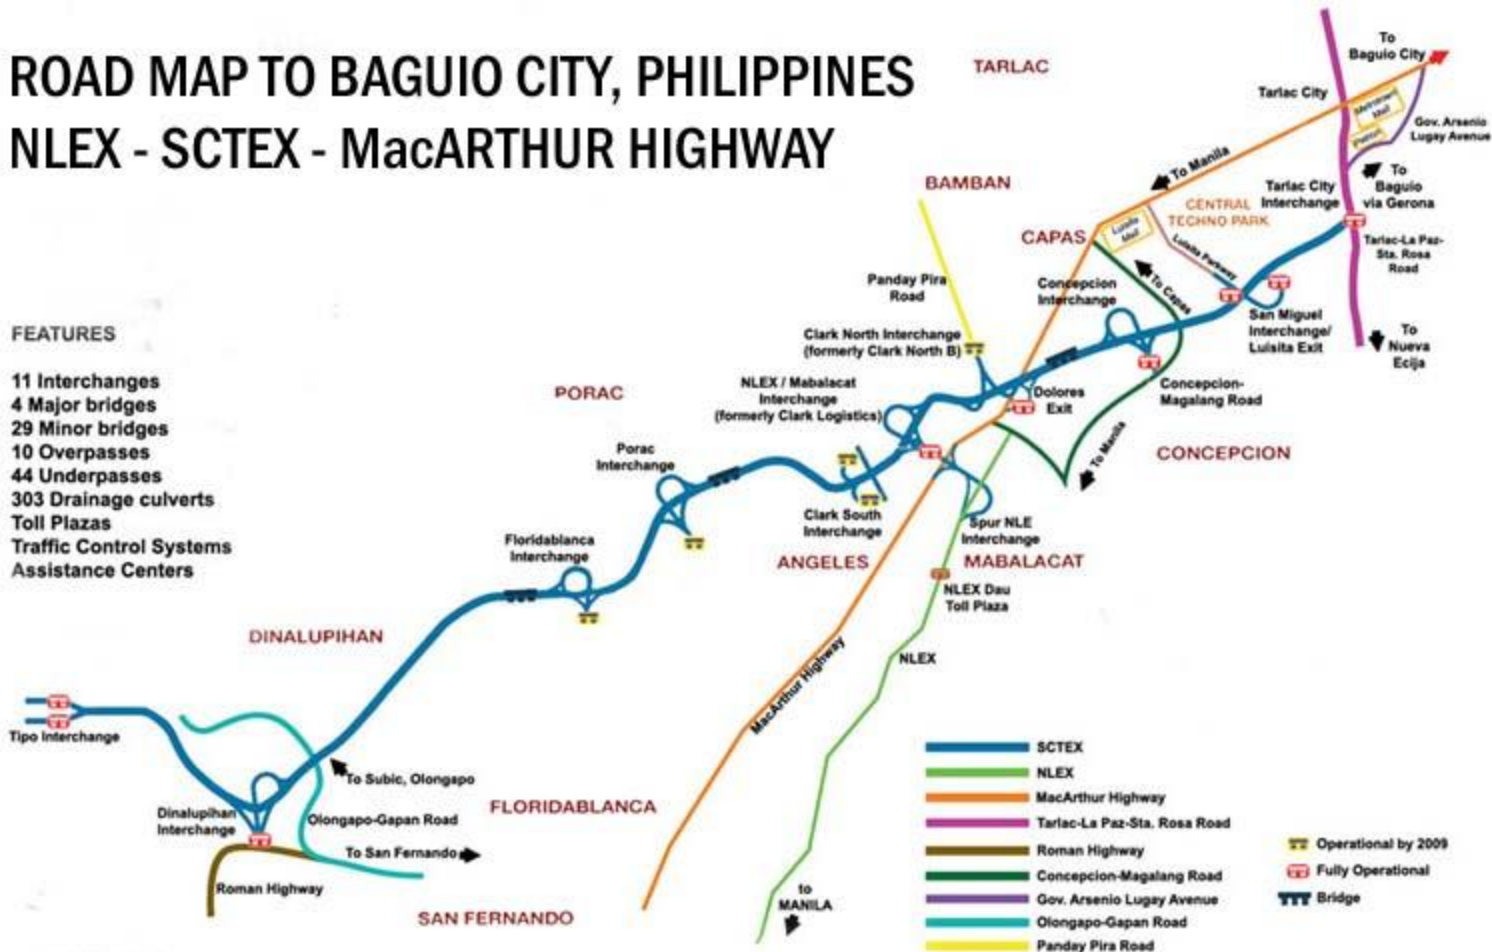 ROAD MAP TO BAGUIO CITY, PHILIPPINES
NLEX - SCTEX - MacARTHUR HIGHWAY
TARLAC
To
Baguio City
Tarlac City
Metrotown
Mall
Gov. Arsenio
Lugay Avenue
To Manila
To
Baguio
via Gerona
Tarlac City
Interchange
BAMBAN
CENTRAL
TECHNO PARK
CAPAS
Luisita
Mall
Luisita Parkway
Tarlac-La Paz-
Sta. Rosa
Road
To Capas
Panday Pira
Road
Concepcion
Interchange
San Miguel
Interchange/
Luisita Exit
To
Nueva
Ecija
Clark North Interchange
(formerly Clark North B)
NLEX / Mabalacat
Interchange
(formerly Clark Logistics)
Dolores
Exit
Concepcion-
Magalang Road
PORAC
To Manila
CONCEPCION
Porac
Interchange
Clark South
Interchange
Spur NLE
Interchange
Floridablanca
Interchange
ANGELES
MABALACAT
NLEX Dau
Toll Plaza
FEATURES
11 Interchanges
4 Major bridges
29 Minor bridges
10 Overpasses
44 Underpasses
303 Drainage culverts
Toll Plazas
Traffic Control Systems
Assistance Centers
DINALUPIHAN
MacArthur Highway
NLEX
Tipo Interchange
To Subic, Olongapo
Dinalupihan
Interchange
Olongapo-Gapan Road
FLORIDABLANCA
To San Fernando
Roman Highway
SAN FERNANDO
to
MANILA
SCTEX
NLEX
MacArthur Highway
Tarlac-La Paz-Sta. Rosa Road
Roman Highway
Concepcion-Magalang Road
Gov. Arsenio Lugay Avenue
Olongapo-Gapan Road
Panday Pira Road
Operational by 2009
Fully Operational
Bridge